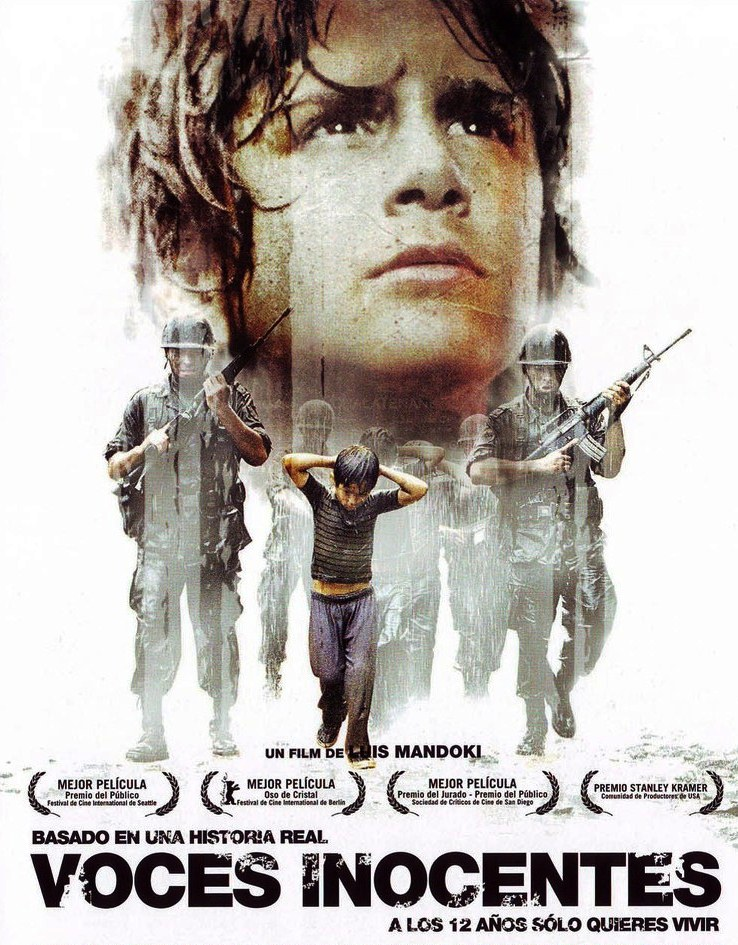 UN FILM DE LUIS MANDOKI
MEJOR PELÍCULA
Premio del Público
Festival de Cine International de Seattle
MEJOR PELÍCULA
Oso de Cristal
Festival de Cine International de Berlín
MEJOR PELÍCULA
Premio del Jurado - Premio del Público
Sociedad de Críticos de Cine de San Diego
PREMIO STANLEY KRAMER
Comunidad de Productores de USA
BASADO EN UNA HISTORIA REAL
VOCES INOCENTES
A LOS 12 AÑOS SÓLO QUIERES VIVIR